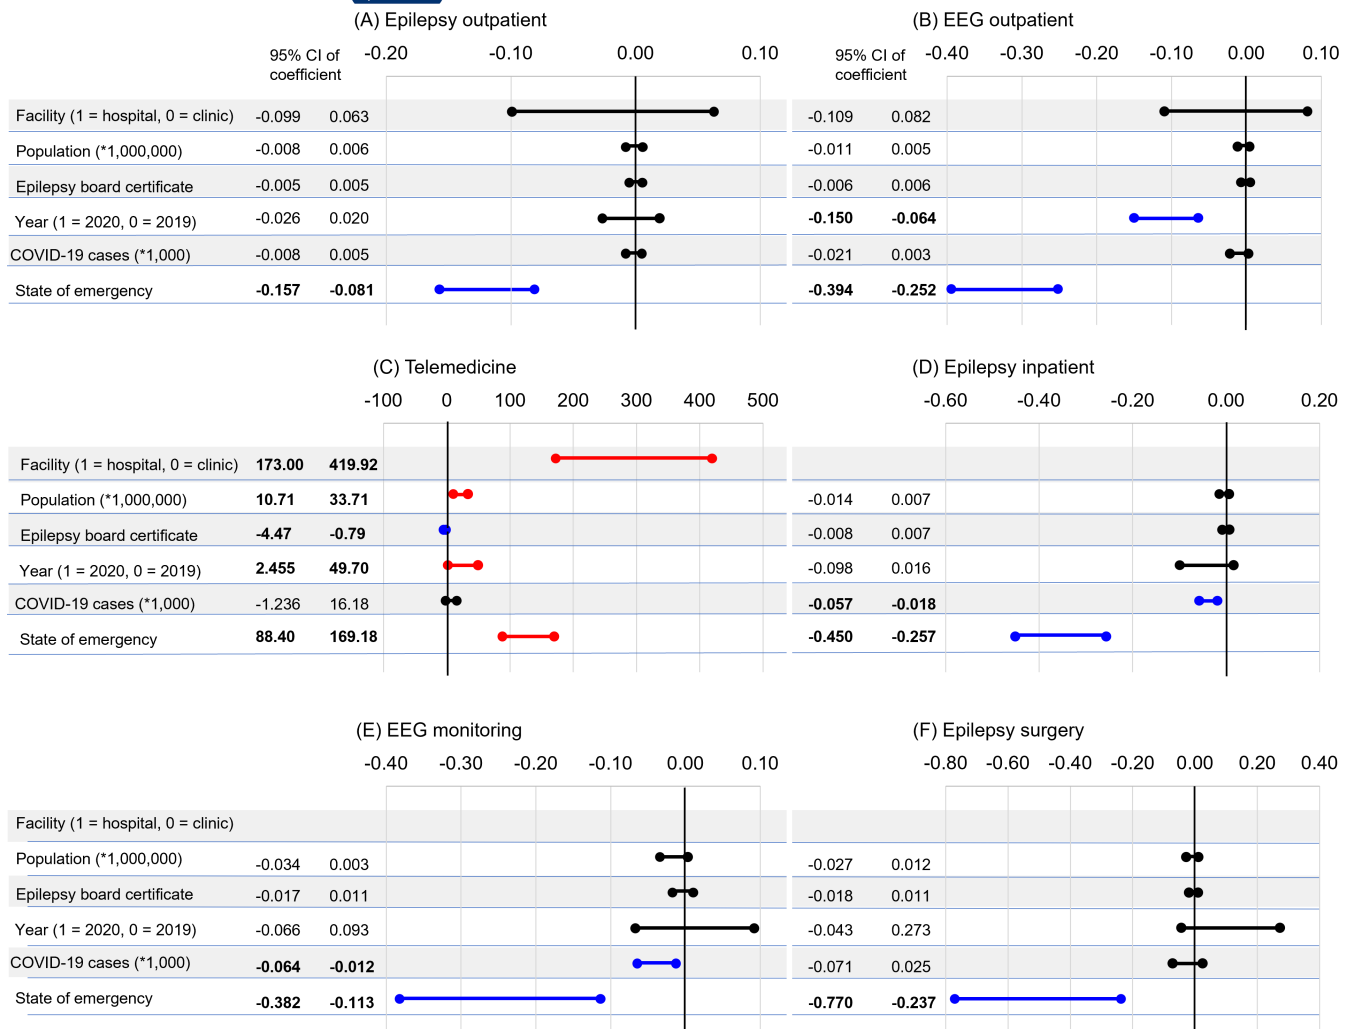 (A) Epilepsy outpatient
95% CI of
coefficient
-0.20 -0.10 0.00 0.10
Facility (1 = hospital, 0 = clinic) -0.099 0.063
Population (*1,000,000) -0.008 0.006
Epilepsy board certificate -0.005 0.005
Year (1 = 2020, 0 = 2019) -0.026 0.020
COVID-19 cases (*1,000) -0.008 0.005
State of emergency -0.157 -0.081
(B) EEG outpatient
95% CI of
coefficient
-0.40 -0.30 -0.20 -0.10 0.00 0.10
-0.109 0.082
-0.011 0.005
-0.006 0.006
-0.150 -0.064
-0.021 0.003
-0.394 -0.252
(C) Telemedicine
-100 0 100 200 300 400 500
Facility (1 = hospital, 0 = clinic) 173.00 419.92
Population (*1,000,000) 10.71 33.71
Epilepsy board certificate -4.47 -0.79
Year (1 = 2020, 0 = 2019) 2.455 49.70
COVID-19 cases (*1,000) -1.236 16.18
State of emergency 88.40 169.18
(D) Epilepsy inpatient
-0.60 -0.40 -0.20 0.00 0.20
-0.014 0.007
-0.008 0.007
-0.098 0.016
-0.057 -0.018
-0.450 -0.257
(E) EEG monitoring
-0.40 -0.30 -0.20 -0.10 0.00 0.10
Facility (1 = hospital, 0 = clinic)
Population (*1,000,000) -0.034 0.003
Epilepsy board certificate -0.017 0.011
Year (1 = 2020, 0 = 2019) -0.066 0.093
COVID-19 cases (*1,000) -0.064 -0.012
State of emergency -0.382 -0.113
(F) Epilepsy surgery
-0.80 -0.60 -0.40 -0.20 0.00 0.20 0.40
-0.027 0.012
-0.018 0.011
-0.043 0.273
-0.071 0.025
-0.770 -0.237